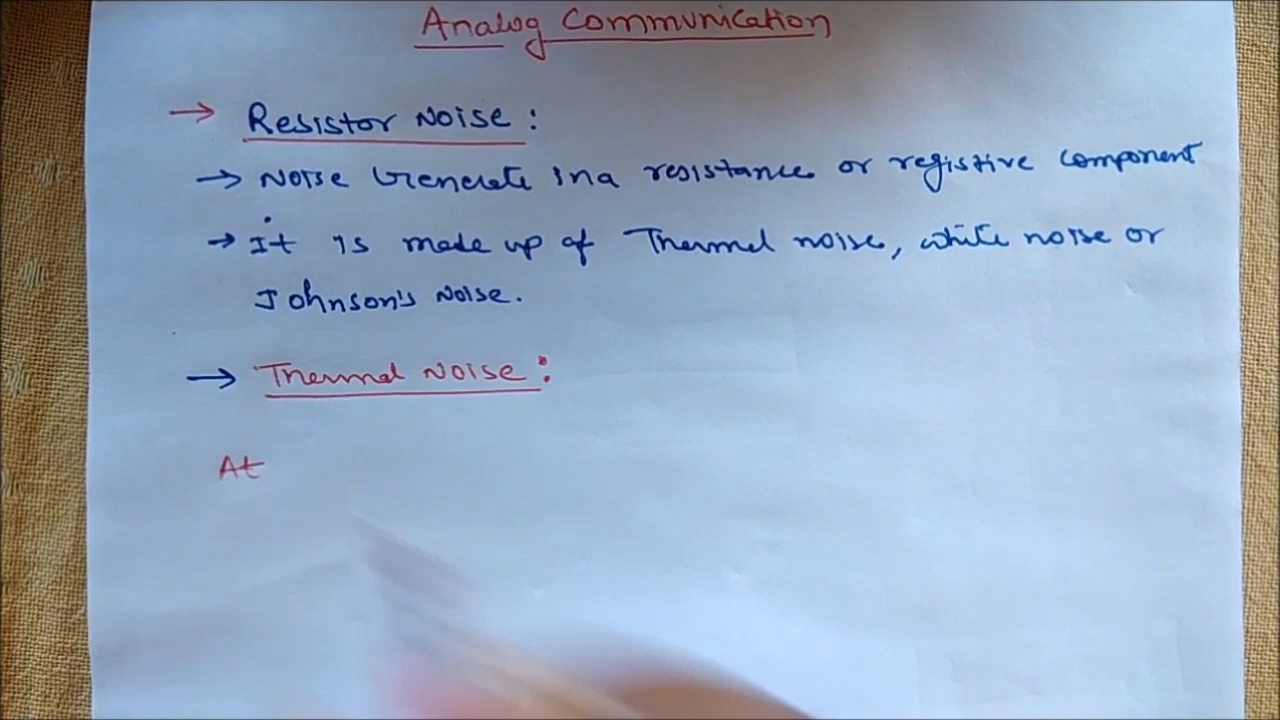 Analog Communication
→ Resistor Noise :
→ Noise Generate in a resistance or registive component
→ It is made up of Thermal noise, white noise or
Johnson's Noise.
→ Thermal Noise :
At